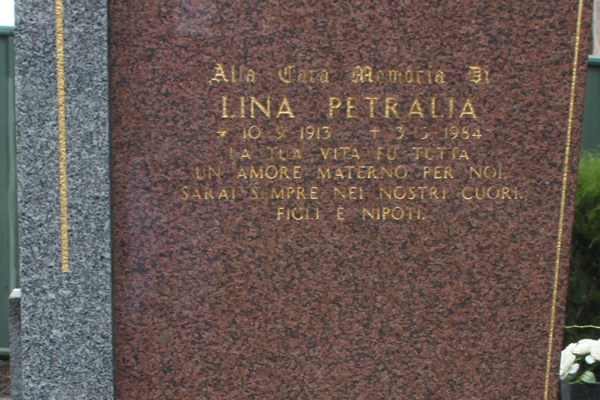 Alla Cara Memoria Di
LINA PETRALIA
* 10.9.1913 † 3.5.1984
LA TUA VITA FU TUTTA
UN AMORE MATERNO PER NOI.
SARAI SEMPRE NEI NOSTRI CUORI.
FIGLI E NIPOTI.